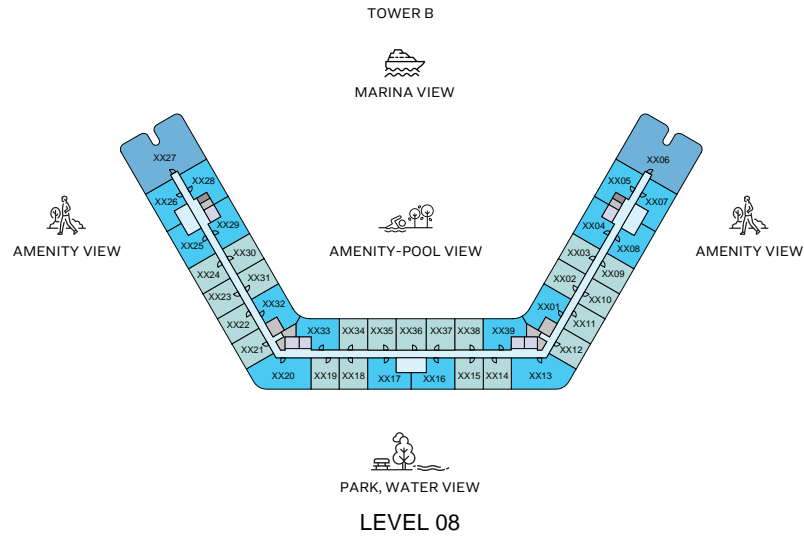 TOWER B
MARINA VIEW
XX27
XX06
XX28
XX05
XX26
XX07
XX29
XX04
XX25
XX08
AMENITY VIEW
AMENITY-POOL VIEW
AMENITY VIEW
XX30
XX03
XX24
XX09
XX31
XX02
XX23
XX10
XX32
XX01
XX22
XX11
XX33
XX34
XX35
XX36
XX37
XX38
XX39
XX21
XX12
XX20
XX19
XX18
XX17
XX16
XX15
XX14
XX13
PARK, WATER VIEW
LEVEL 08